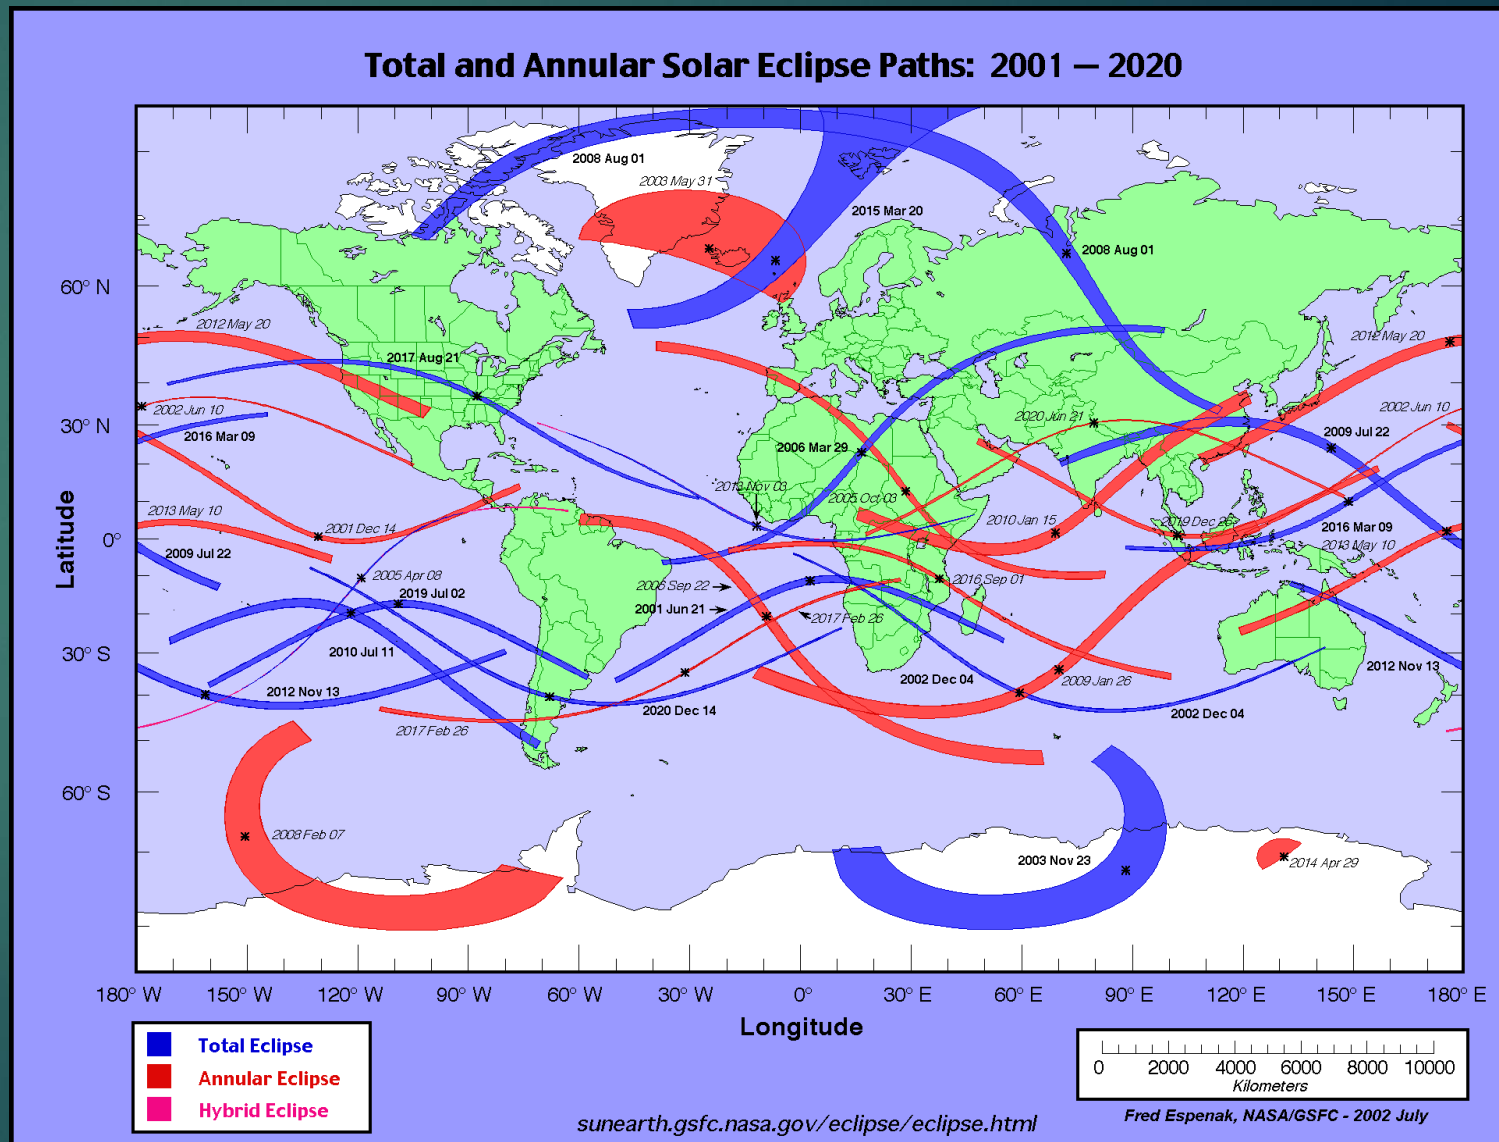 Total and Annular Solar Eclipse Paths: 2001 — 2020
2008 Aug 01
2003 May 31
2015 Mar 20
2008 Aug 01
60° N
2012 May 20
2012 May 20
2017 Aug 21
2002 Jun 10
2002 Jun 10
2020 Jun 21
30° N
2016 Mar 09
2009 Jul 22
2006 Mar 29
2013 Nov 03
2005 Oct 03
2013 May 10
2001 Dec 14
2010 Jan 15
2019 Dec 26
2016 Mar 09
0°
2013 May 10
2009 Jul 22
2005 Apr 08
2006 Sep 22
2016 Sep 01
2019 Jul 02
2001 Jun 21
2017 Feb 26
Latitude
30° S
2010 Jul 11
2012 Nov 13
2002 Dec 04
2009 Jan 26
2012 Nov 13
2020 Dec 14
2002 Dec 04
2017 Feb 26
60° S
2008 Feb 07
2003 Nov 23
2014 Apr 29
180° W 150° W 120° W 90° W 60° W 30° W 0° 30° E 60° E 90° E 120° E 150° E 180° E
Longitude
Total Eclipse
Annular Eclipse
Hybrid Eclipse
0 2000 4000 6000 8000 10000
Kilometers
Fred Espenak, NASA/GSFC - 2002 July
sunearth.gsfc.nasa.gov/eclipse/eclipse.html